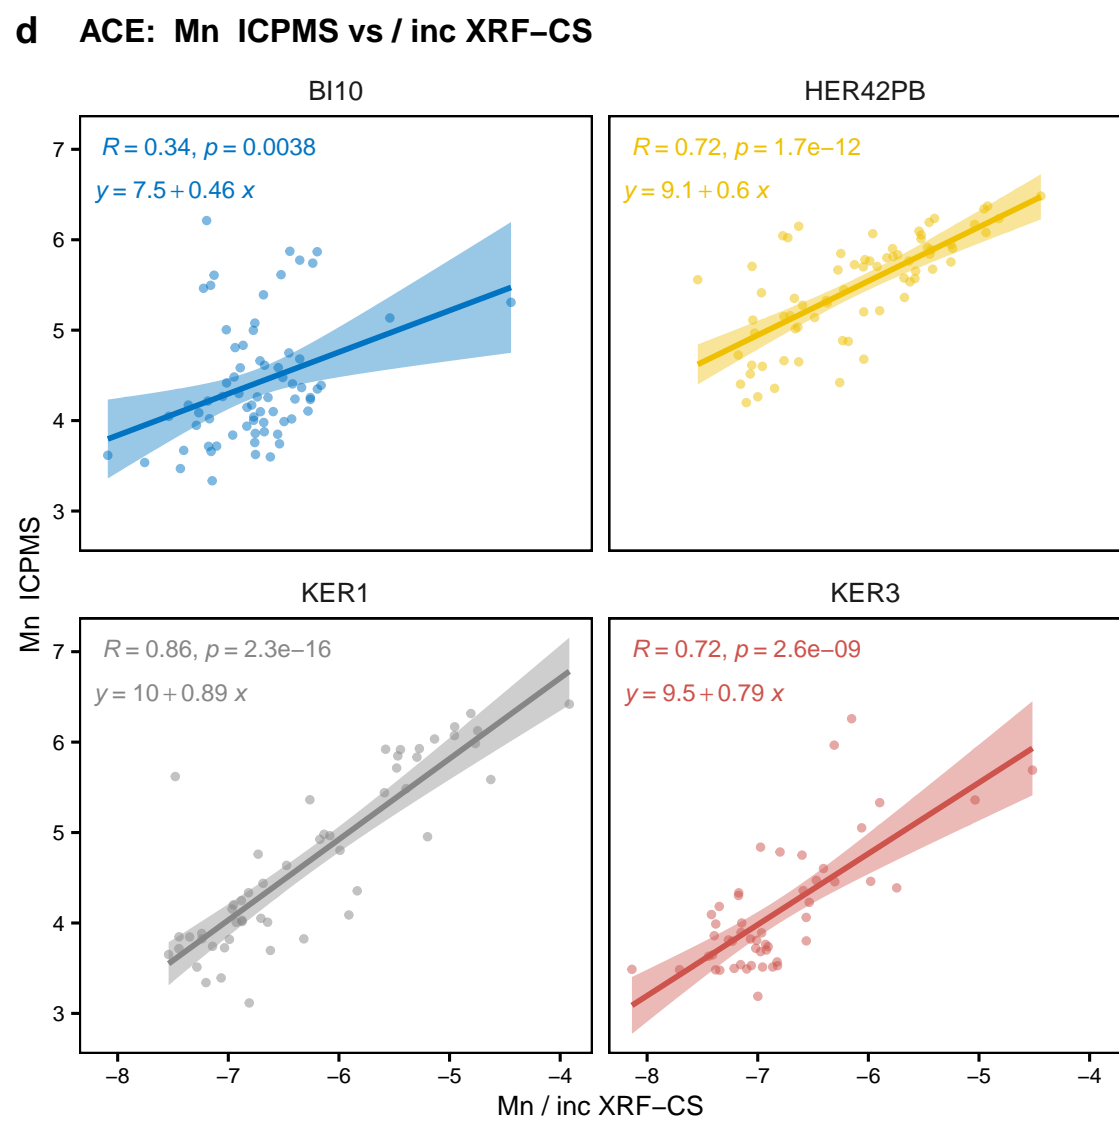 d ACE: Mn ICPMS vs / inc XRF−CS
BI10
HER42PB
R = 0.34, p = 0.0038
y = 7.5+0.46 x
R = 0.72, p = 1.7e−12
y = 9.1+0.6 x
7
6
5
4
3
KER1
KER3
R = 0.86, p = 2.3e−16
y = 10+0.89 x
R = 0.72, p = 2.6e−09
y = 9.5+0.79 x
7
6
5
4
3
Mn ICPMS
−8 −7 −6 −5 −4 −8 −7 −6 −5 −4
Mn / inc XRF−CS